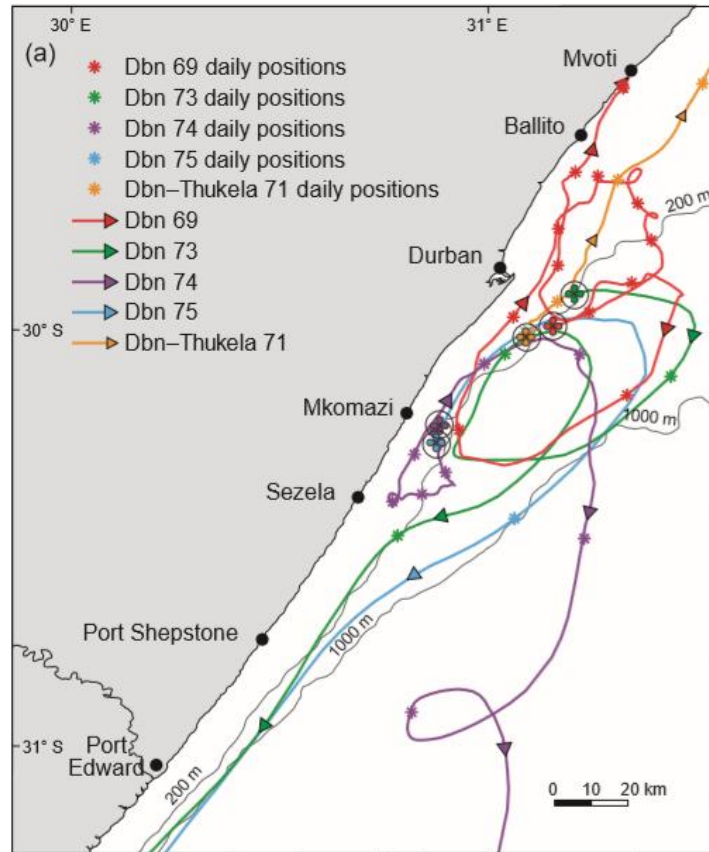 30° E
31° E
(a)
Dbn 69 daily positions
Dbn 73 daily positions
Dbn 74 daily positions
Dbn 75 daily positions
Dbn–Thukela 71 daily positions
Dbn 69
Dbn 73
Dbn 74
Dbn 75
Dbn–Thukela 71
Mvoti
Ballito
200 m
Durban
30° S
Mkomazi
1000 m
Sezela
Port Shepstone
1000 m
31° S
Port
Edward
200 m
0 10 20 km